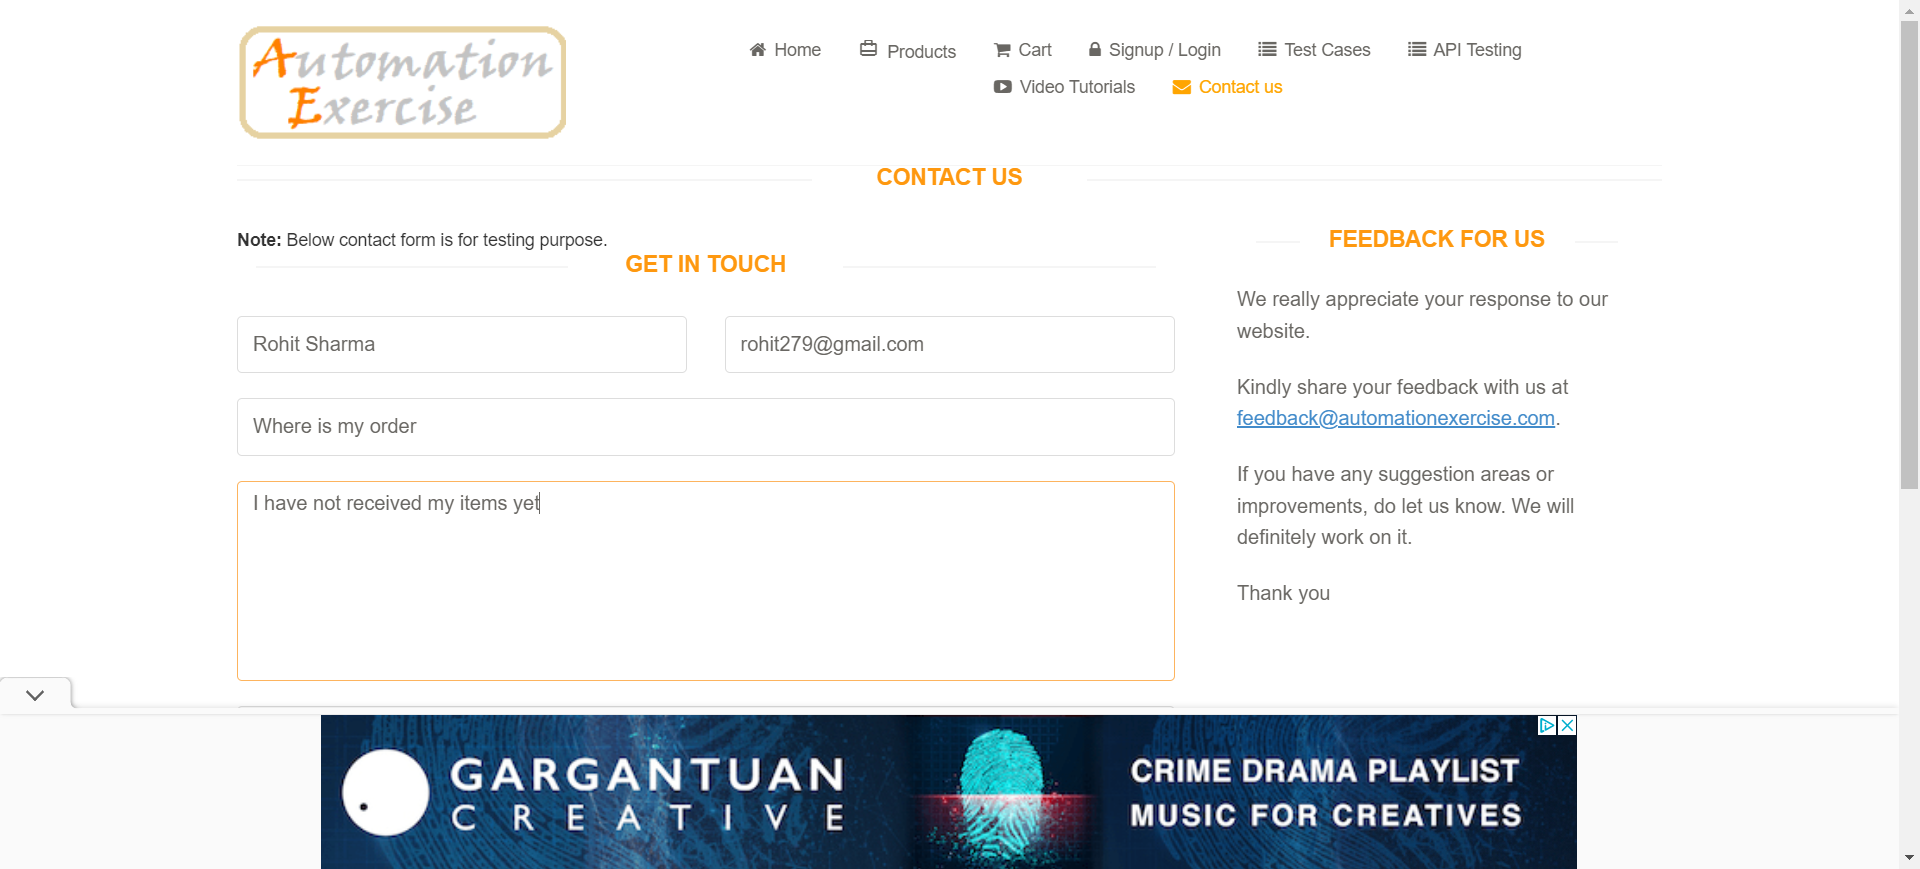 Automation
Exercise
Home
Products
Cart
Signup / Login
Test Cases
API Testing
Video Tutorials
Contact us
CONTACT US
Note: Below contact form is for testing purpose.
GET IN TOUCH
Rohit Sharma
rohit279@gmail.com
Where is my order
I have not received my items yet
FEEDBACK FOR US
We really appreciate your response to our
website.
Kindly share your feedback with us at
feedback@automationexercise.com.
If you have any suggestion areas or
improvements, do let us know. We will
definitely work on it.
Thank you
GARGANTUAN
CREATIVE
CRIME DRAMA PLAYLIST
MUSIC FOR CREATIVES